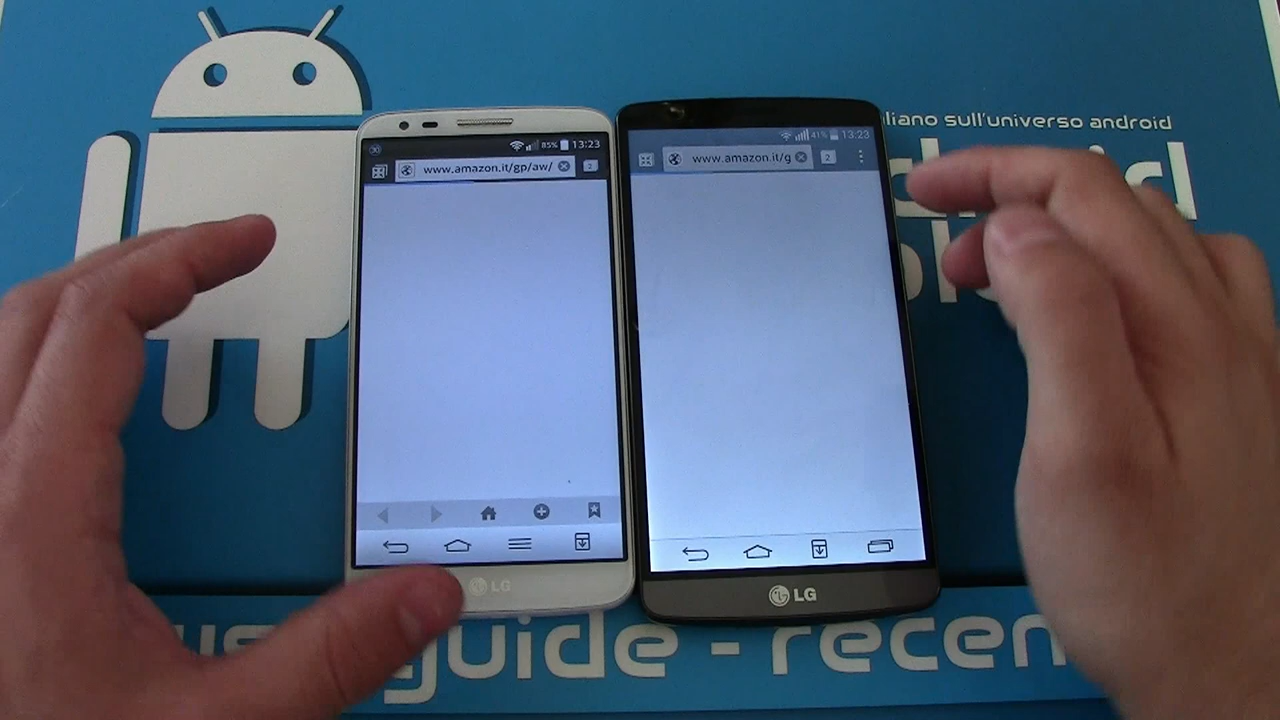 liano sull'universo android
85% 13:23
www.amazon.it/gp/aw/ 2
41% 13:23
www.amazon.it/g 2
LG
LG
guide - recen